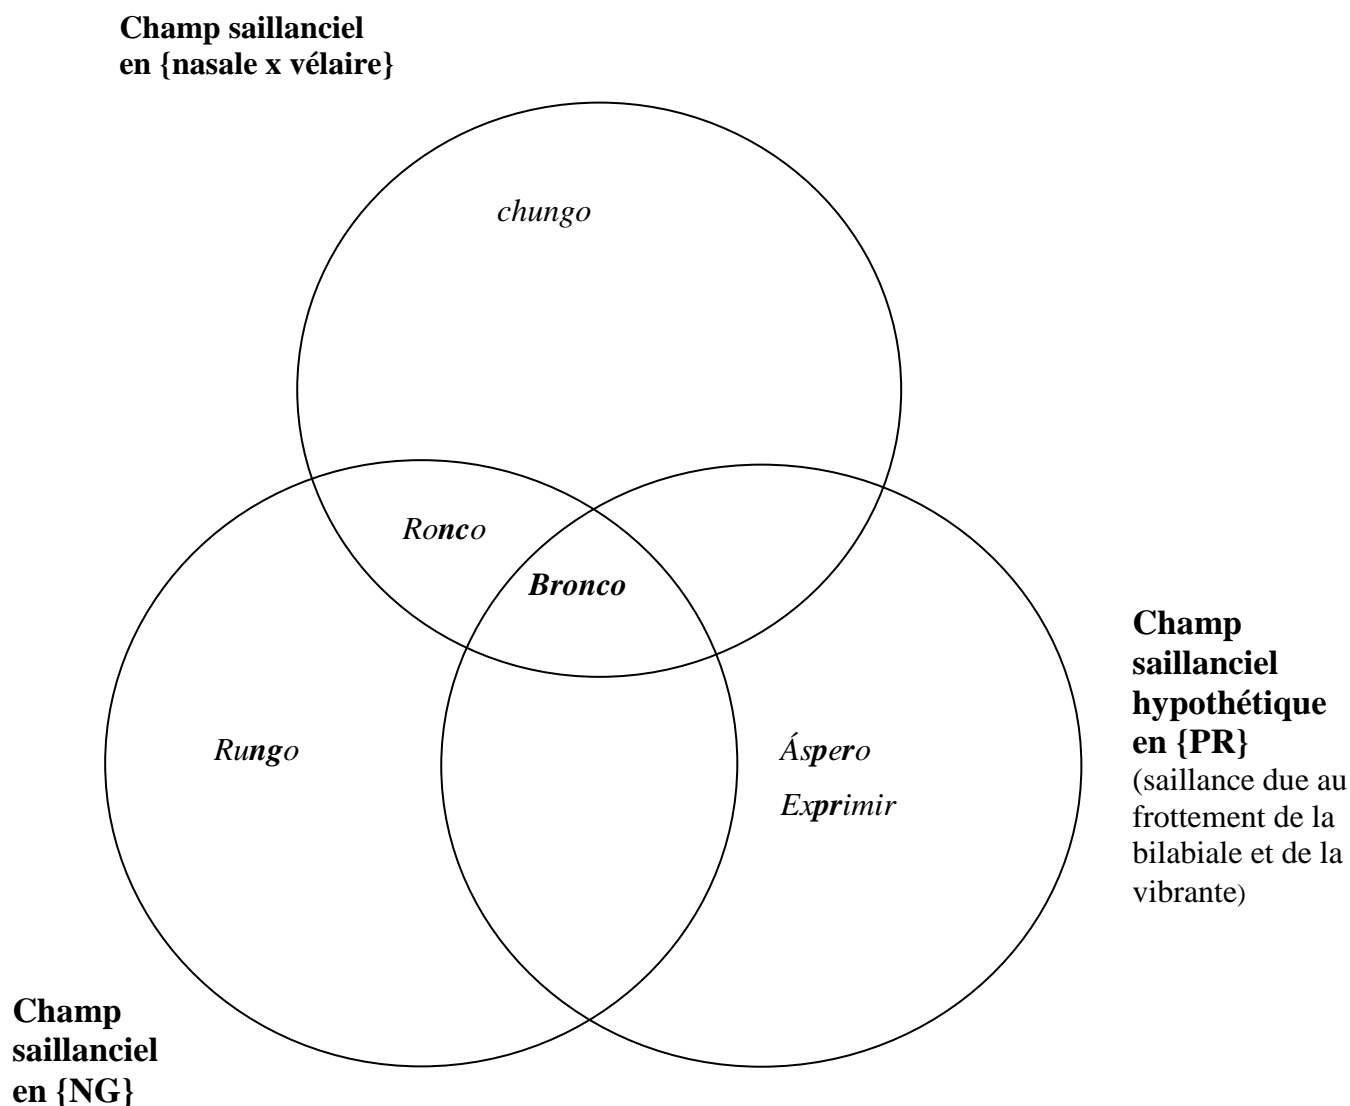 Champ saillanciel
en {nasale x vélaire}
chungo
Ronco
Bronco
Rungo
Áspero
Exprimir
Champ
saillanciel
hypothétique
en {PR}
(saillance due au
frottement de la
bilabiale et de la
vibrante)
Champ
saillanciel
en {NG}